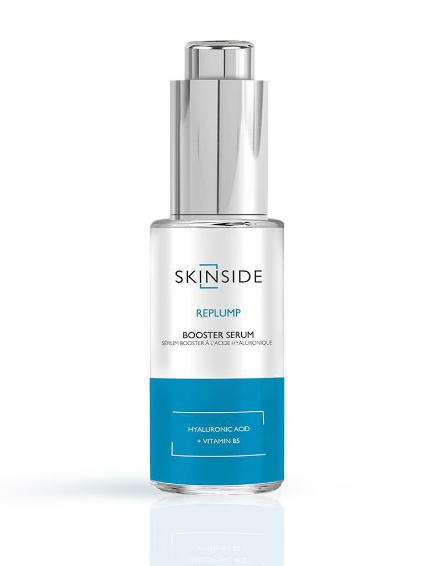 SKINSIDE
REPLUMP
BOOSTER SERUM
SÉRUM BOOSTER À L'ACIDE HYALURONIQUE
HYALURONIC ACID
+ VITAMIN B5